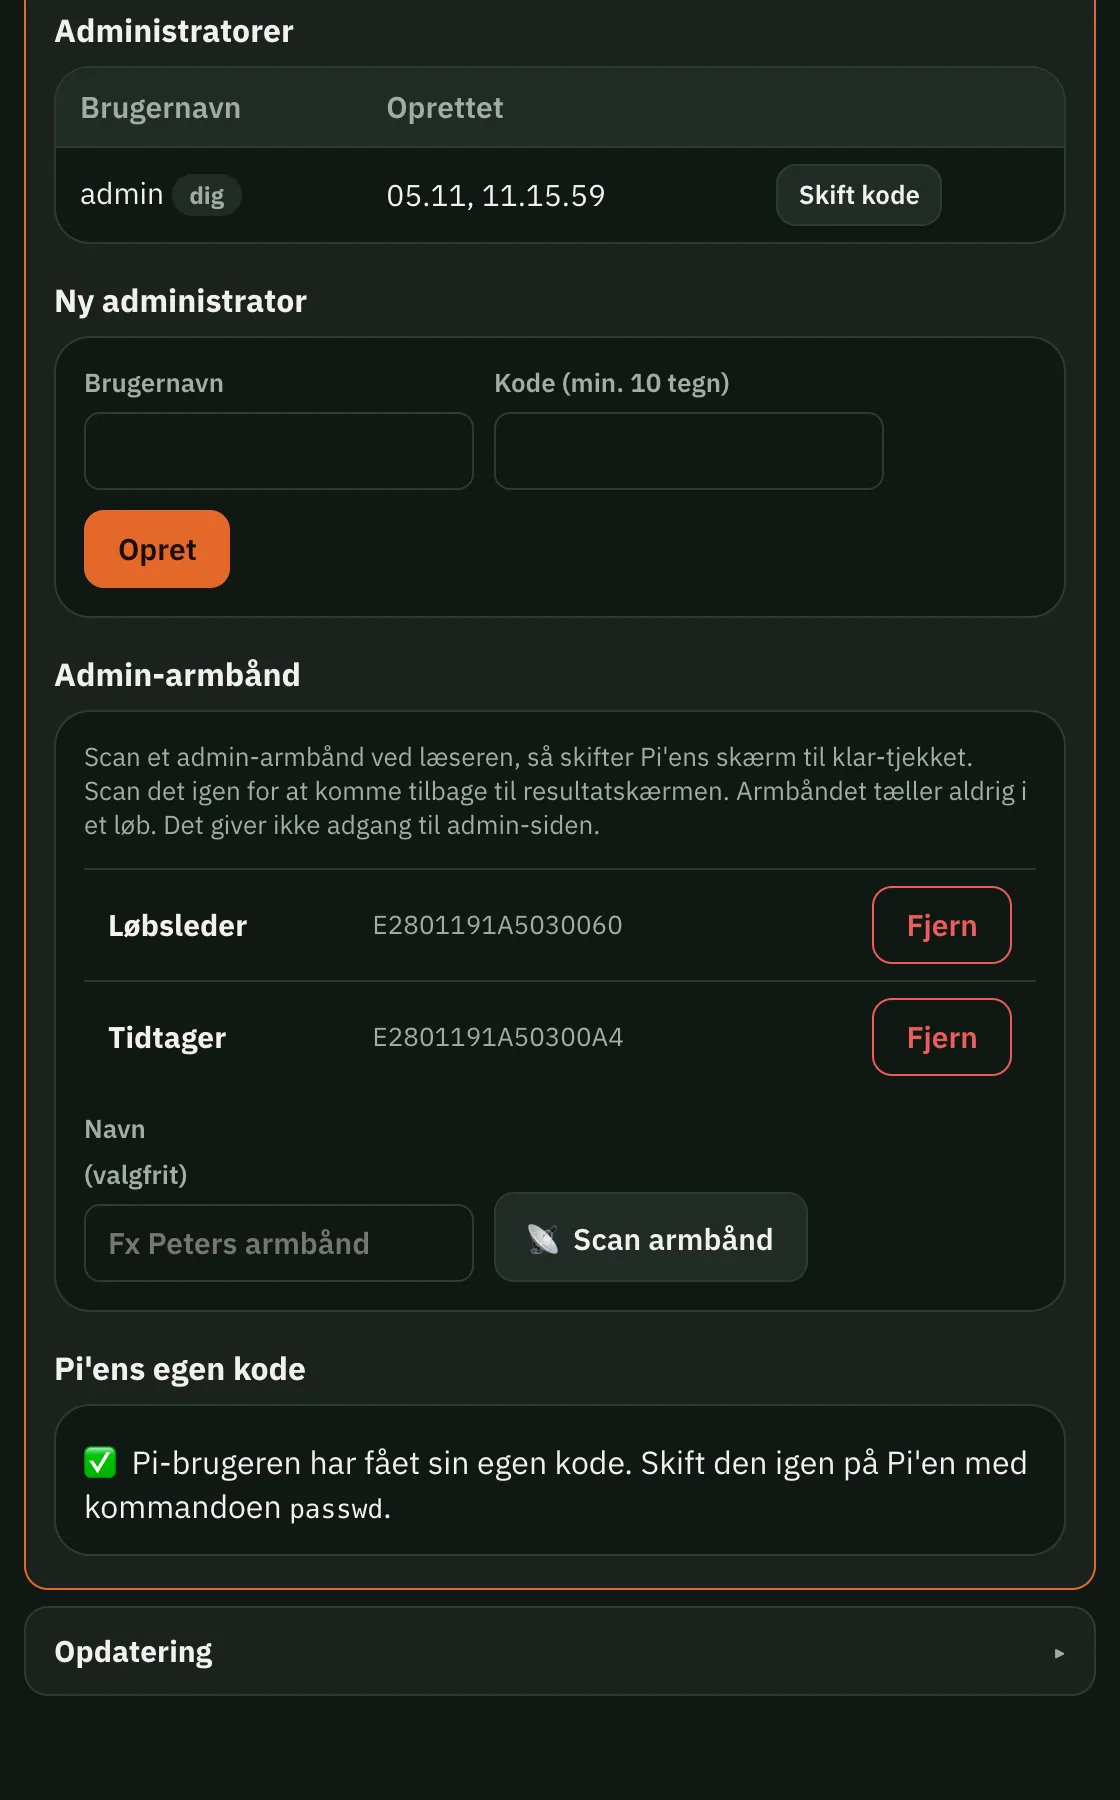 Administratorer
Brugernavn Oprettet
admin dig 05.11, 11.15.59 Skift kode
Ny administrator
Brugernavn Kode (min. 10 tegn)
Opret
Admin-armbånd
Scan et admin-armbånd ved læseren, så skifter Pi'ens skærm til klar-tjekket.
Scan det igen for at komme tilbage til resultatskærmen. Armbåndet tæller aldrig i
et løb. Det giver ikke adgang til admin-siden.
Løbsleder E2801191A5030060 Fjern
Tidtager E2801191A50300A4 Fjern
Navn
(valgfrit)
Fx Peters armbånd 📡 Scan armbånd
Pi'ens egen kode
✅ Pi-brugeren har fået sin egen kode. Skift den igen på Pi'en med
kommandoen passwd.
Opdatering ▸